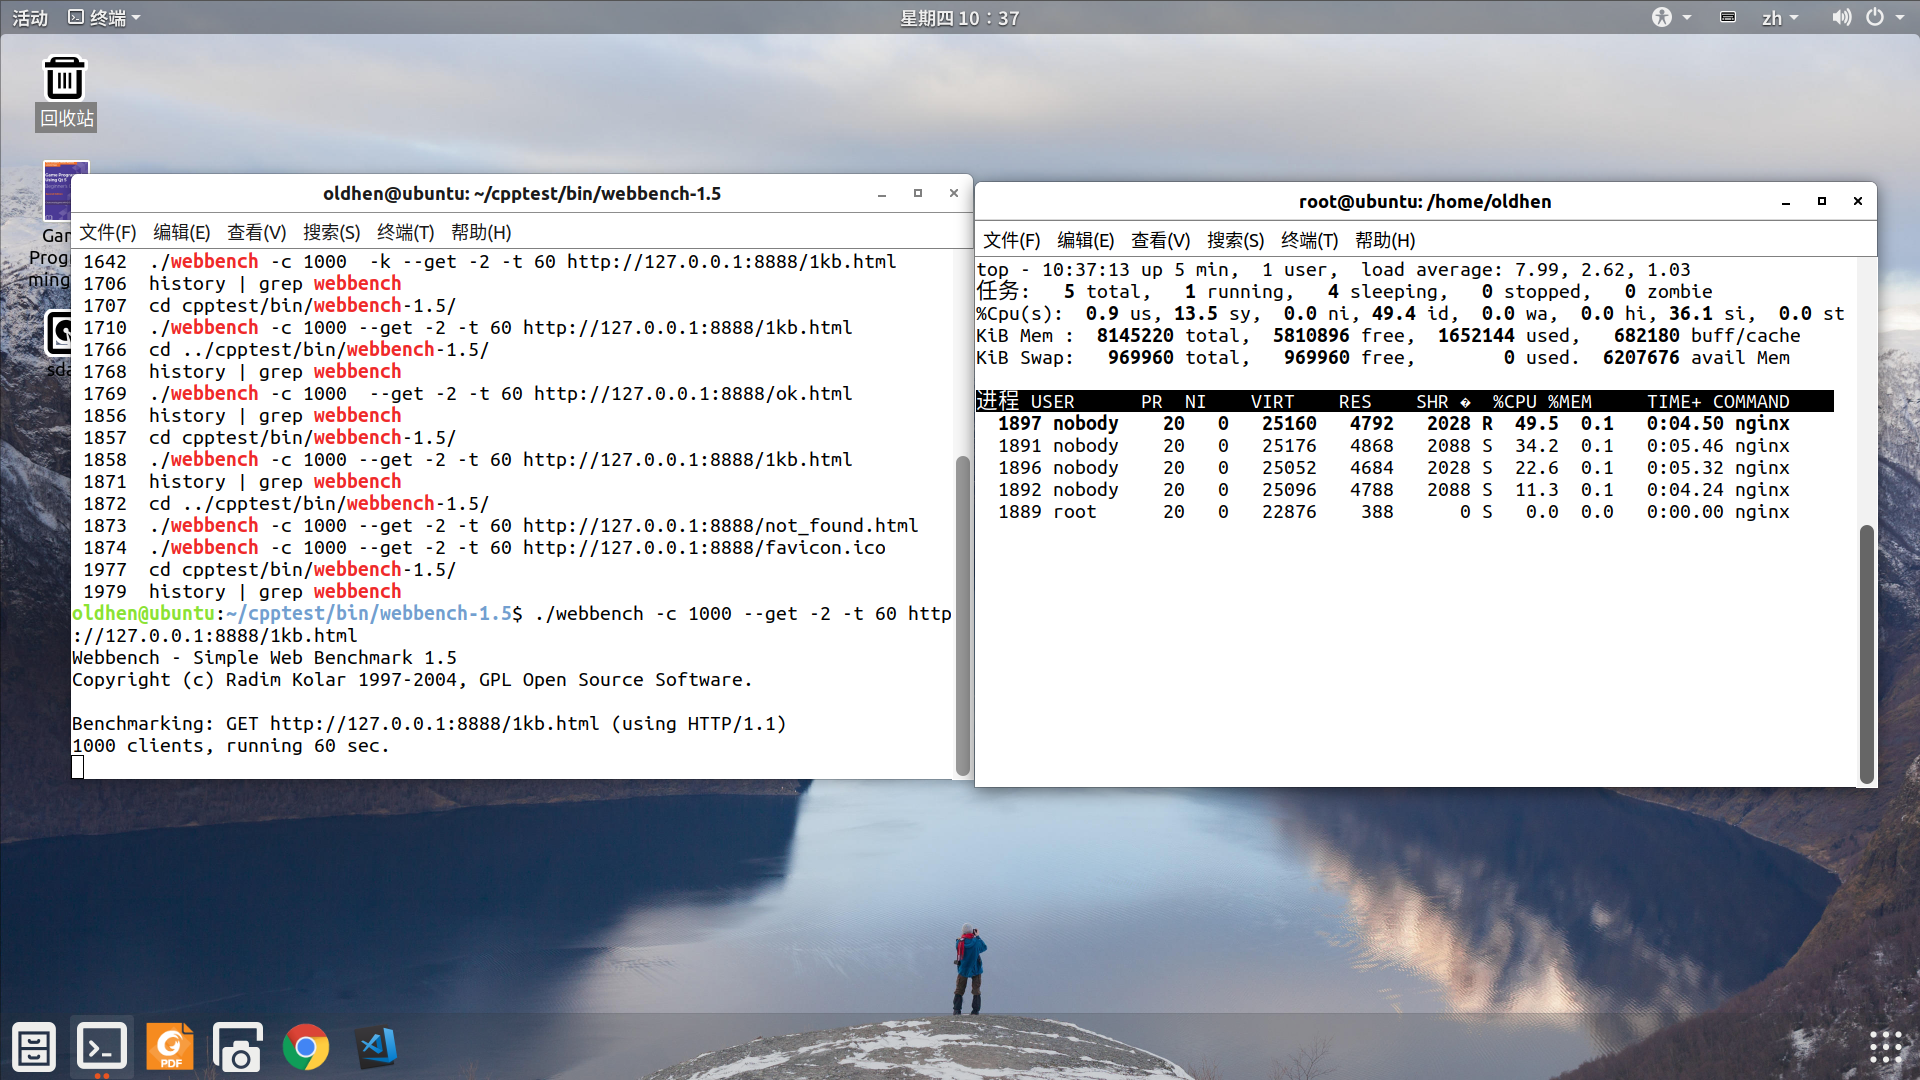 活动 终端 星期四 10：37 zh
回收站
oldhen@ubuntu: ~/cpptest/bin/webbench-1.5
文件(F) 编辑(E) 查看(V) 搜索(S) 终端(T) 帮助(H)
1642  ./webbench -c 1000  -k --get -2 -t 60 http://127.0.0.1:8888/1kb.html
1706  history | grep webbench
1707  cd cpptest/bin/webbench-1.5/
1710  ./webbench -c 1000 --get -2 -t 60 http://127.0.0.1:8888/1kb.html
1766  cd ../cpptest/bin/webbench-1.5/
1768  history | grep webbench
1769  ./webbench -c 1000  --get -2 -t 60 http://127.0.0.1:8888/ok.html
1856  history | grep webbench
1857  cd cpptest/bin/webbench-1.5/
1858  ./webbench -c 1000 --get -2 -t 60 http://127.0.0.1:8888/1kb.html
1871  history | grep webbench
1872  cd ../cpptest/bin/webbench-1.5/
1873  ./webbench -c 1000 --get -2 -t 60 http://127.0.0.1:8888/not_found.html
1874  ./webbench -c 1000 --get -2 -t 60 http://127.0.0.1:8888/favicon.ico
1977  cd cpptest/bin/webbench-1.5/
1979  history | grep webbench
oldhen@ubuntu:~/cpptest/bin/webbench-1.5$ ./webbench -c 1000 --get -2 -t 60 http
://127.0.0.1:8888/1kb.html
Webbench - Simple Web Benchmark 1.5
Copyright (c) Radim Kolar 1997-2004, GPL Open Source Software.
Benchmarking: GET http://127.0.0.1:8888/1kb.html (using HTTP/1.1)
1000 clients, running 60 sec.
root@ubuntu: /home/oldhen
文件(F) 编辑(E) 查看(V) 搜索(S) 终端(T) 帮助(H)
top - 10:37:13 up 5 min,  1 user,  load average: 7.99, 2.62, 1.03
任务:   5 total,   1 running,   4 sleeping,   0 stopped,   0 zombie
%Cpu(s):  0.9 us, 13.5 sy,  0.0 ni, 49.4 id,  0.0 wa,  0.0 hi, 36.1 si,  0.0 st
KiB Mem :  8145220 total,  5810896 free,  1652144 used,   682180 buff/cache
KiB Swap:   969960 total,   969960 free,        0 used.  6207676 avail Mem
进程 USER      PR  NI    VIRT    RES    SHR �  %CPU %MEM     TIME+ COMMAND
1897 nobody    20   0   25160   4792   2028 R  49.5  0.1   0:04.50 nginx
1891 nobody    20   0   25176   4868   2088 S  34.2  0.1   0:05.46 nginx
1896 nobody    20   0   25052   4684   2028 S  22.6  0.1   0:05.32 nginx
1892 nobody    20   0   25096   4788   2088 S  11.3  0.1   0:04.24 nginx
1889 root      20   0   22876    388      0 S   0.0  0.0   0:00.00 nginx
PDF